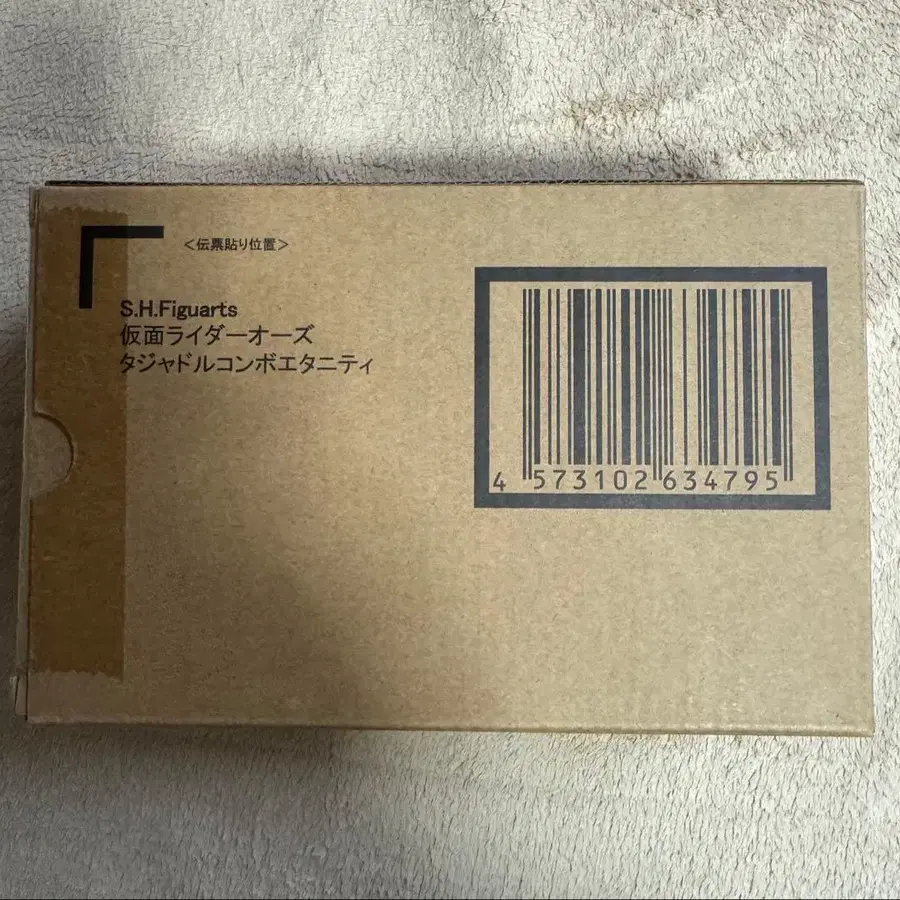 <伝票貼り位置>
S.H.Figuarts
仮面ライダーオーズ
タジャドルコンボエタニティ
4 573102 634795